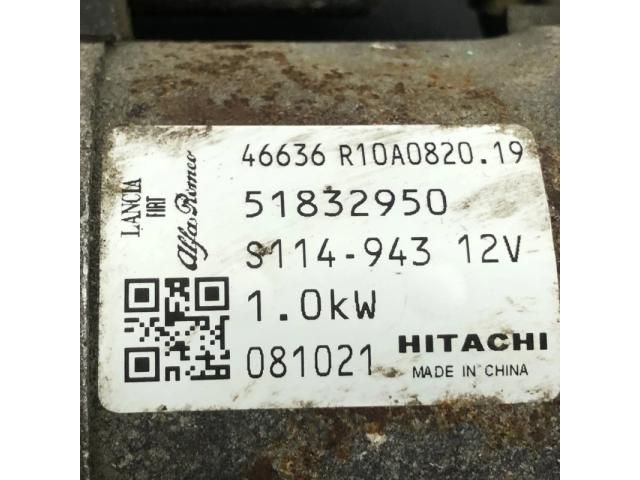 LANCIA
FIAT
Alfa Romeo
46636 R10A0820.19
51832950
S114-943 12V
1.0kW
081021 HITACHI
MADE IN CHINA